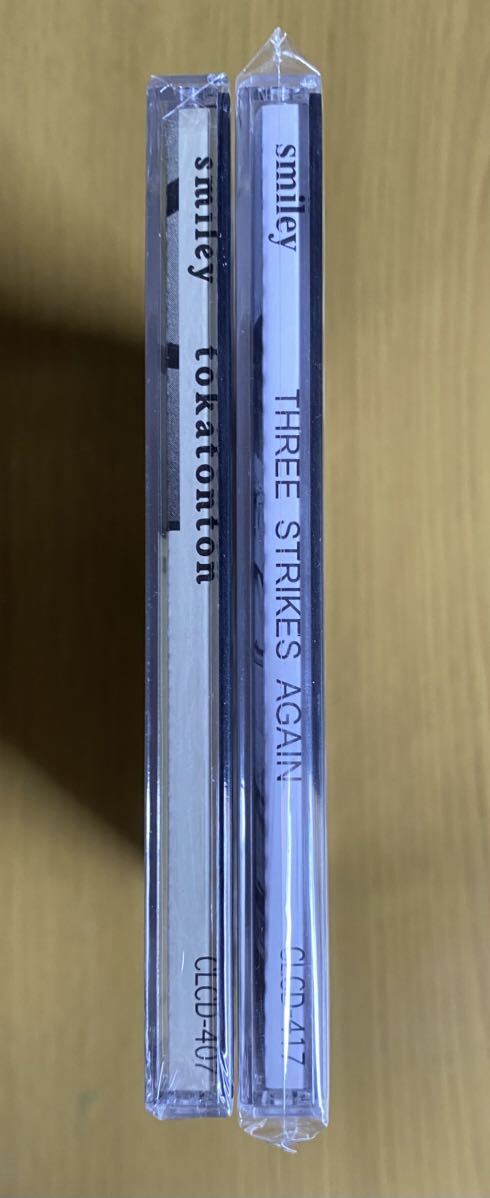 smiley tokatonton CLCD-407
smiley THREE STRIKES AGAIN CLCD-417